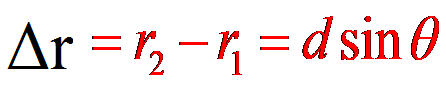 Δr = r₂ − r₁ = d sin θ